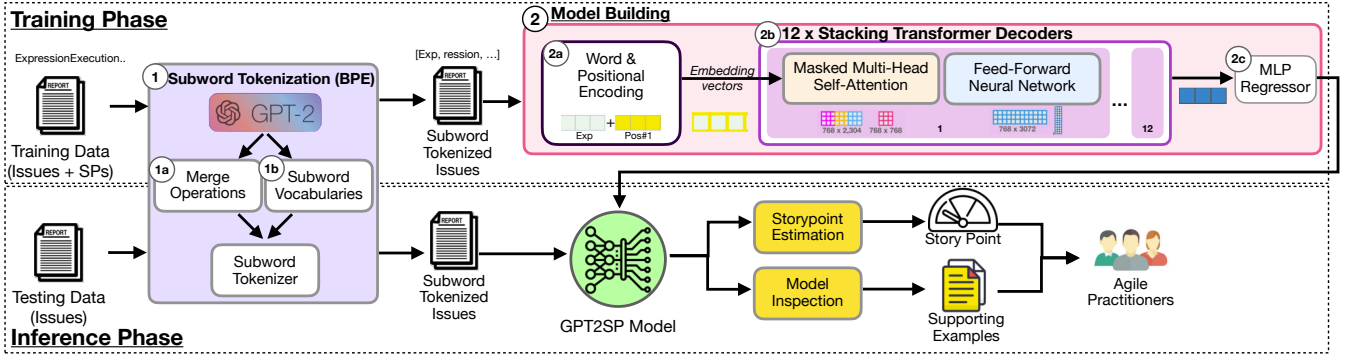 Training Phase
ExpressionExecution..
REPORT
Training Data
(Issues + SPs)
1 Subword Tokenization (BPE)
GPT-2
1a
Merge
Operations
1b
Subword
Vocabularies
Subword
Tokenizer
[Exp, ression, …]
REPORT
Subword
Tokenized
Issues
2 Model Building
2a
Word &
Positional
Encoding
+
Exp
Pos#1
Embedding
vectors
2b 12 x Stacking Transformer Decoders
Masked Multi-Head
Self-Attention
768 x 2,304
768 x 768
1
Feed-Forward
Neural Network
768 x 3072
...
12
2c
MLP
Regressor
REPORT
Testing Data
(Issues)
Inference Phase
REPORT
Subword
Tokenized
Issues
GPT2SP Model
Storypoint
Estimation
Story Point
Model
Inspection
Supporting
Examples
Agile
Practitioners